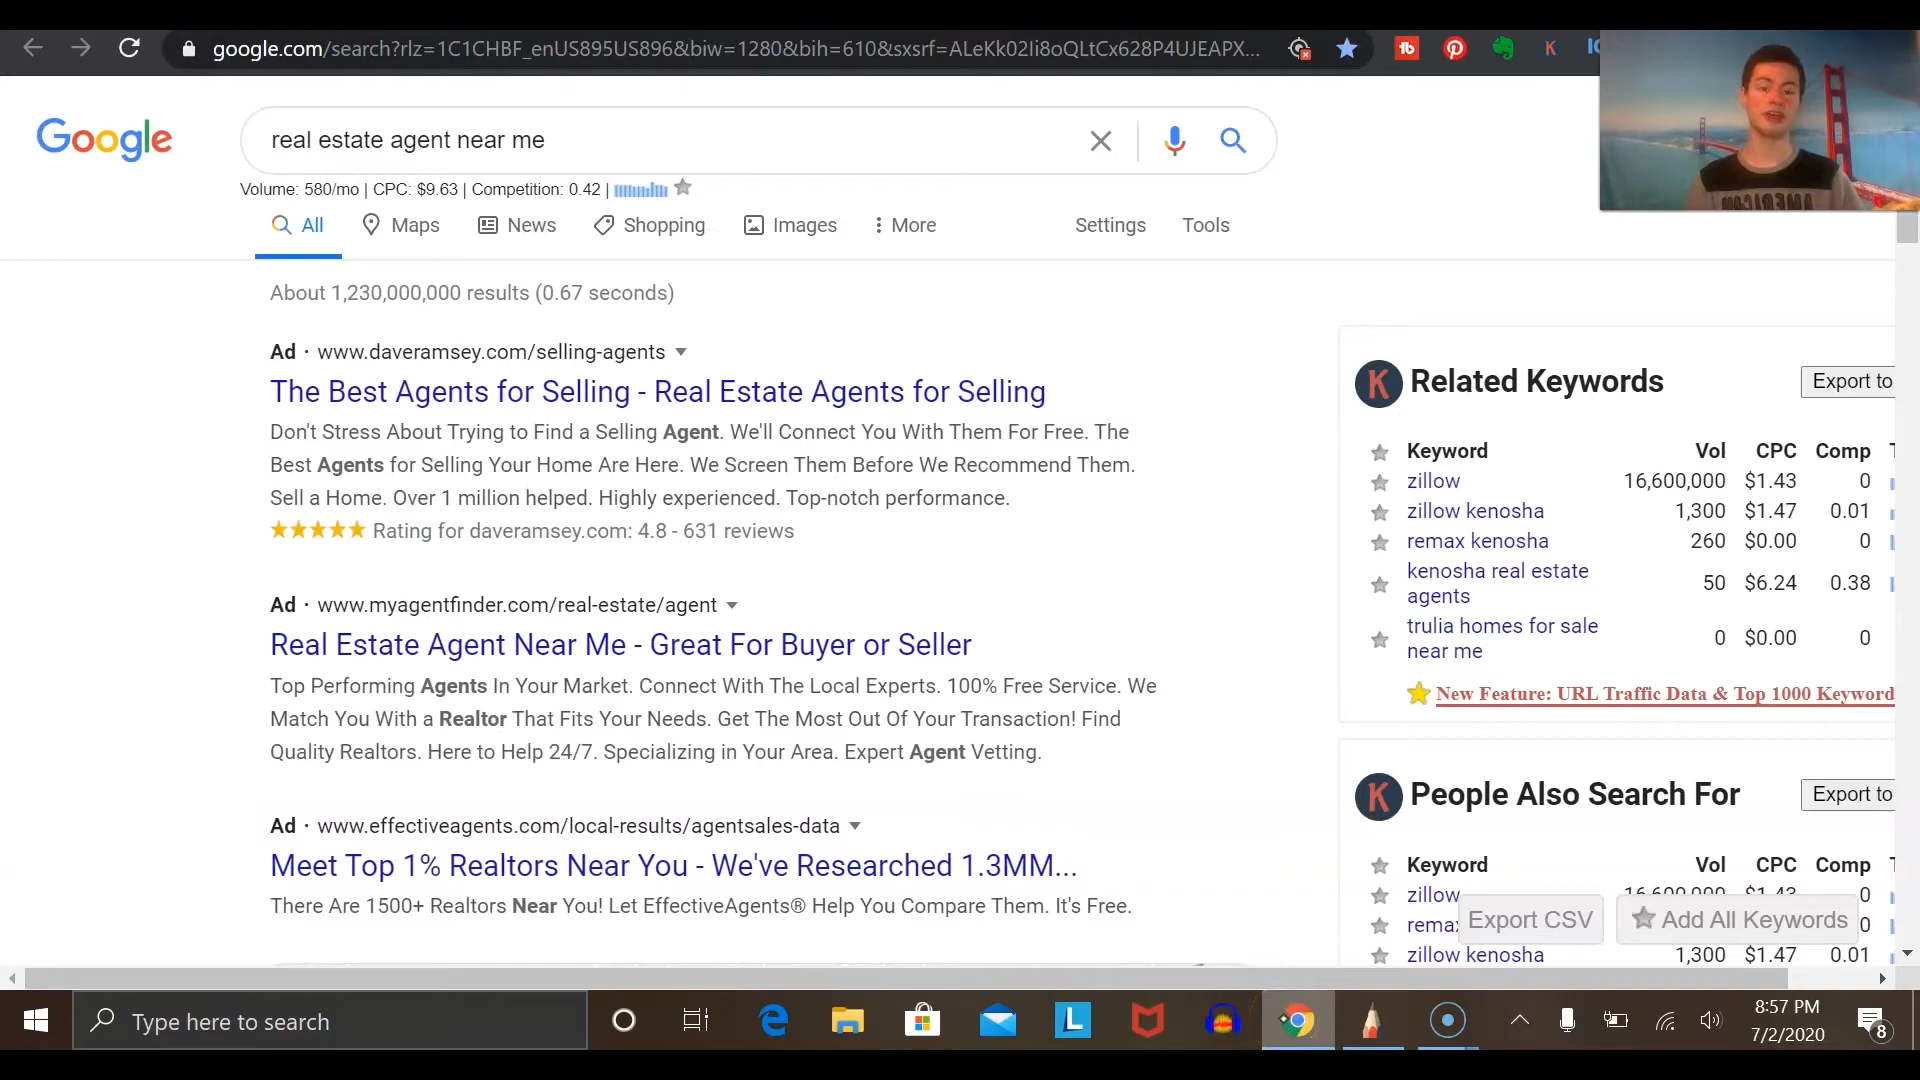 google.com/search?rlz=1C1CHBF_enUS895US896&biw=1280&bih=610&sxsrf=ALeKk02Ii8oQLtCx628P4UJEAPX...
Google
real estate agent near me
Volume: 580/mo | CPC: $9.63 | Competition: 0.42 |
All Maps News Shopping Images More Settings Tools
About 1,230,000,000 results (0.67 seconds)
Ad · www.daveramsey.com/selling-agents
The Best Agents for Selling - Real Estate Agents for Selling
Don't Stress About Trying to Find a Selling Agent. We'll Connect You With Them For Free. The
Best Agents for Selling Your Home Are Here. We Screen Them Before We Recommend Them.
Sell a Home. Over 1 million helped. Highly experienced. Top-notch performance.
Rating for daveramsey.com: 4.8 - 631 reviews
Ad · www.myagentfinder.com/real-estate/agent
Real Estate Agent Near Me - Great For Buyer or Seller
Top Performing Agents In Your Market. Connect With The Local Experts. 100% Free Service. We
Match You With a Realtor That Fits Your Needs. Get The Most Out Of Your Transaction! Find
Quality Realtors. Here to Help 24/7. Specializing in Your Area. Expert Agent Vetting.
Ad · www.effectiveagents.com/local-results/agentsales-data
Meet Top 1% Realtors Near You - We've Researched 1.3MM...
There Are 1500+ Realtors Near You! Let EffectiveAgents® Help You Compare Them. It's Free.
K Related Keywords Export to
Keyword Vol CPC Comp T
zillow 16,600,000 $1.43 0
zillow kenosha 1,300 $1.47 0.01
remax kenosha 260 $0.00 0
kenosha real estate
agents 50 $6.24 0.38
trulia homes for sale
near me 0 $0.00 0
New Feature: URL Traffic Data & Top 1000 Keyword
K People Also Search For Export to
Keyword Vol CPC Comp T
zillow 16,600,000 $1.43 0
remax 0
Export CSV Add All Keywords
zillow kenosha 1,300 $1.47 0.01
Type here to search
8:57 PM
7/2/2020
8